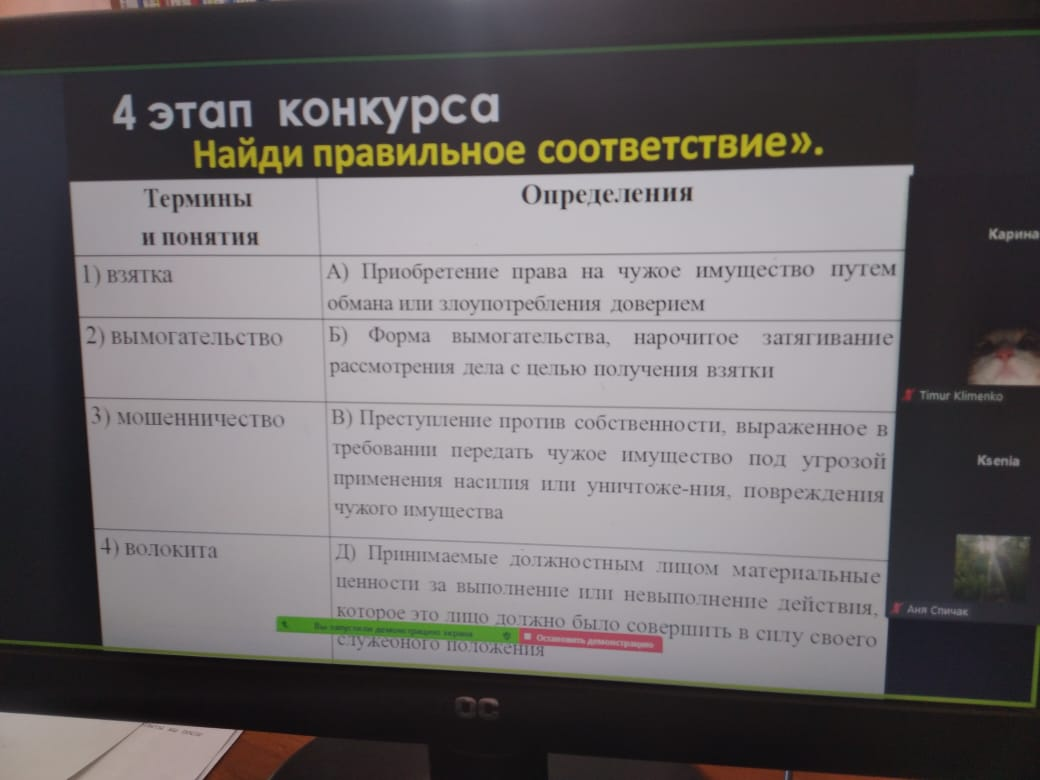 4 этап конкурса
Найди правильное соответствие».
Термины
и понятия
Определения
1) взятка
А) Приобретение права на чужое имущество путем
обмана или злоупотребления доверием
2) вымогательство
Б) Форма вымогательства, нарочитое затягивание
рассмотрения дела с целью получения взятки
3) мошенничество
В) Преступление против собственности, выраженное в
требовании передать чужое имущество под угрозой
применения насилия или уничтоже-ния, повреждения
чужого имущества
4) волокита
Д) Принимаемые должностным лицом материальные
ценности за выполнение или невыполнение действия,
которое это лицо должно было совершить в силу своего
служебного положения
Вы запустили демонстрацию экрана
Остановить демонстрацию
Карина
Timur Klimenko
Ksenia
Аня Спичак